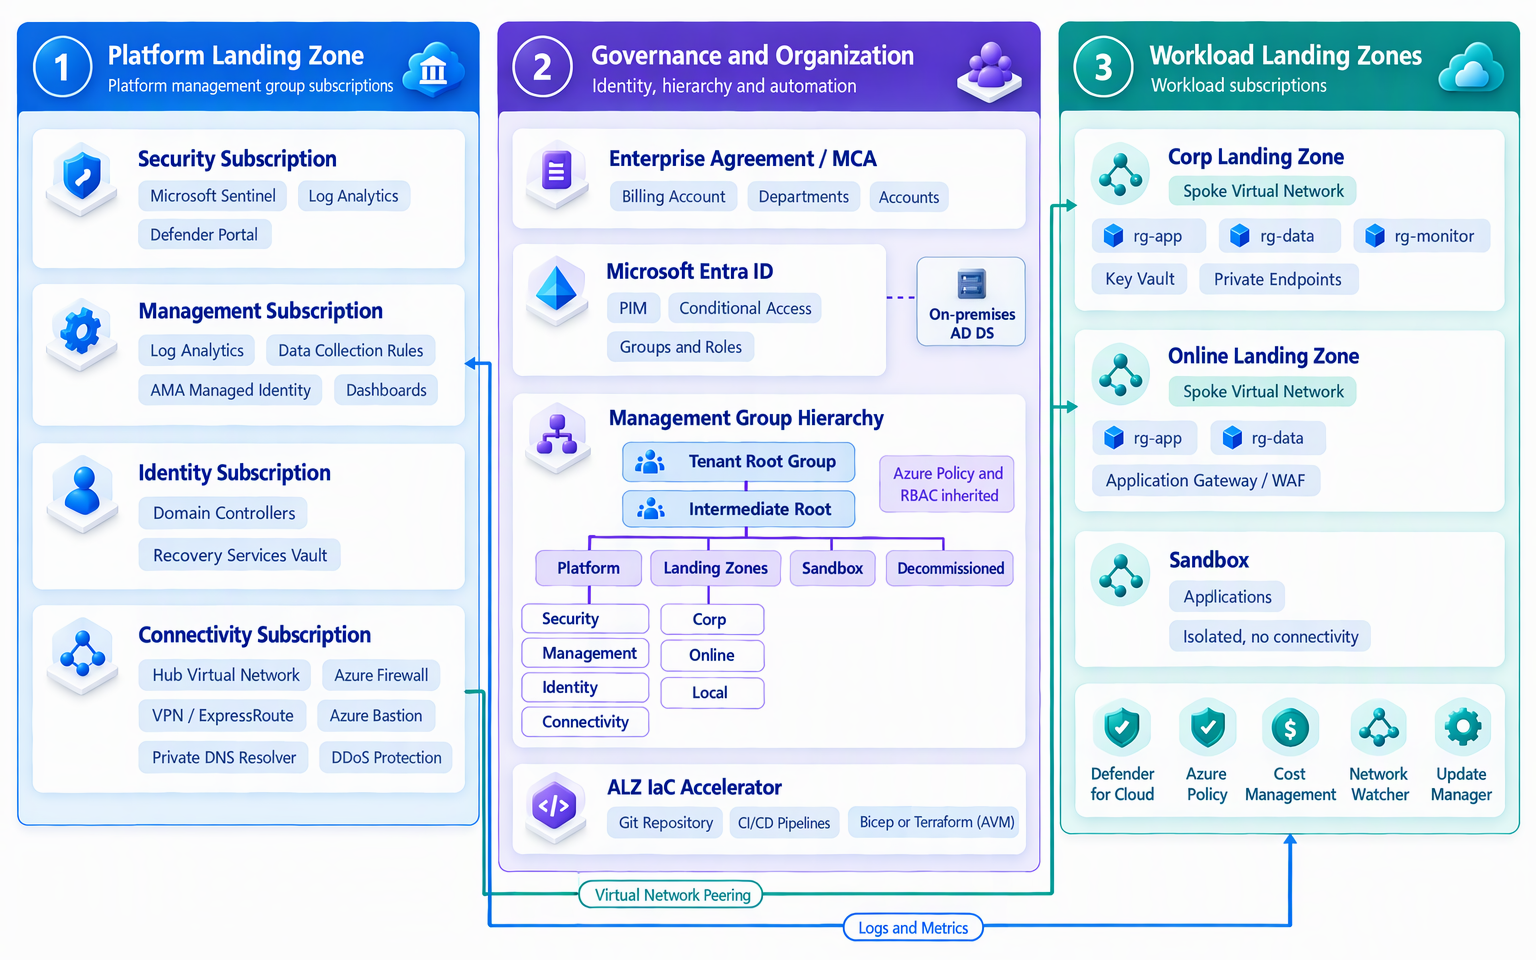 1
Platform Landing Zone
Platform management group subscriptions
Security Subscription
Microsoft Sentinel
Log Analytics
Defender Portal
Management Subscription
Log Analytics
Data Collection Rules
AMA Managed Identity
Dashboards
Identity Subscription
Domain Controllers
Recovery Services Vault
Connectivity Subscription
Hub Virtual Network
Azure Firewall
VPN / ExpressRoute
Azure Bastion
Private DNS Resolver
DDoS Protection
2
Governance and Organization
Identity, hierarchy and automation
Enterprise Agreement / MCA
Billing Account
Departments
Accounts
Microsoft Entra ID
PIM
Conditional Access
Groups and Roles
On-premises
AD DS
Management Group Hierarchy
Tenant Root Group
Intermediate Root
Azure Policy and
RBAC inherited
Platform
Landing Zones
Sandbox
Decommissioned
Security
Management
Identity
Connectivity
Corp
Online
Local
ALZ IaC Accelerator
Git Repository
CI/CD Pipelines
Bicep or Terraform (AVM)
3
Workload Landing Zones
Workload subscriptions
Corp Landing Zone
Spoke Virtual Network
rg-app
rg-data
rg-monitor
Key Vault
Private Endpoints
Online Landing Zone
Spoke Virtual Network
rg-app
rg-data
Application Gateway / WAF
Sandbox
Applications
Isolated, no connectivity
Defender
for Cloud
Azure
Policy
$
Cost
Management
Network
Watcher
Update
Manager
Virtual Network Peering
Logs and Metrics